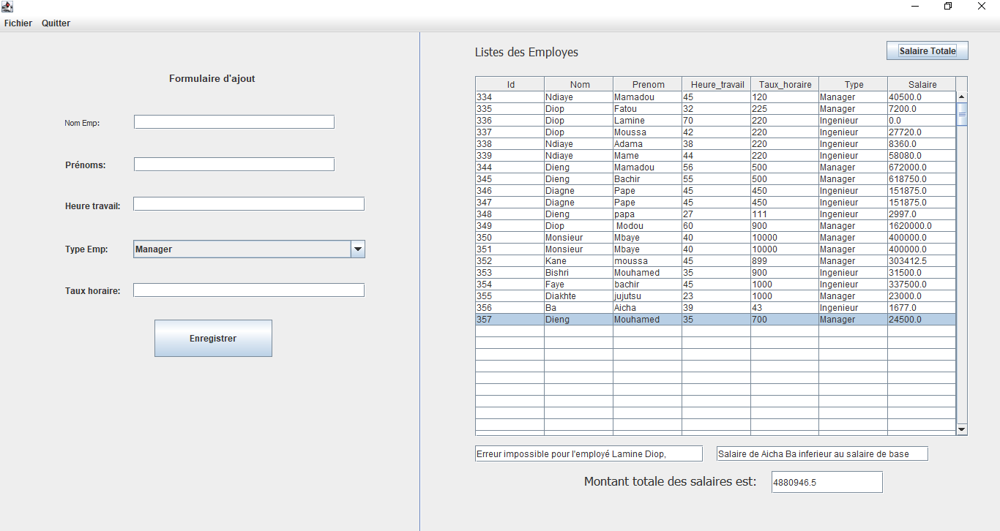 Fichier Quitter
Formulaire d'ajout
Nom Emp:
Prénoms:
Heure travail:
Type Emp: Manager
Taux horaire:
Enregistrer
Listes des Employes
Salaire Totale
Id Nom Prenom Heure_travail Taux_horaire Type Salaire
334 Ndiaye Mamadou 45 120 Manager 40500.0
335 Diop Fatou 32 225 Manager 7200.0
336 Diop Lamine 70 220 Ingenieur 0.0
337 Diop Moussa 42 220 Ingenieur 27720.0
338 Ndiaye Adama 38 220 Ingenieur 8360.0
339 Ndiaye Mame 44 220 Ingenieur 58080.0
344 Dieng Mamadou 56 500 Manager 672000.0
345 Dieng Bachir 55 500 Manager 618750.0
346 Diagne Pape 45 450 Ingenieur 151875.0
347 Diagne Pape 45 450 Ingenieur 151875.0
348 Dieng papa 27 111 Ingenieur 2997.0
349 Diop Modou 60 900 Manager 1620000.0
350 Monsieur Mbaye 40 10000 Manager 400000.0
351 Monsieur Mbaye 40 10000 Manager 400000.0
352 Kane moussa 45 899 Manager 303412.5
353 Bishri Mouhamed 35 900 Ingenieur 31500.0
354 Faye bachir 45 1000 Ingenieur 337500.0
355 Diakhte jujutsu 23 1000 Manager 23000.0
356 Ba Aicha 39 43 Ingenieur 1677.0
357 Dieng Mouhamed 35 700 Manager 24500.0
Erreur impossible pour l'employé Lamine Diop,
Salaire de Aicha Ba inferieur au salaire de base
Montant totale des salaires est: 4880946.5